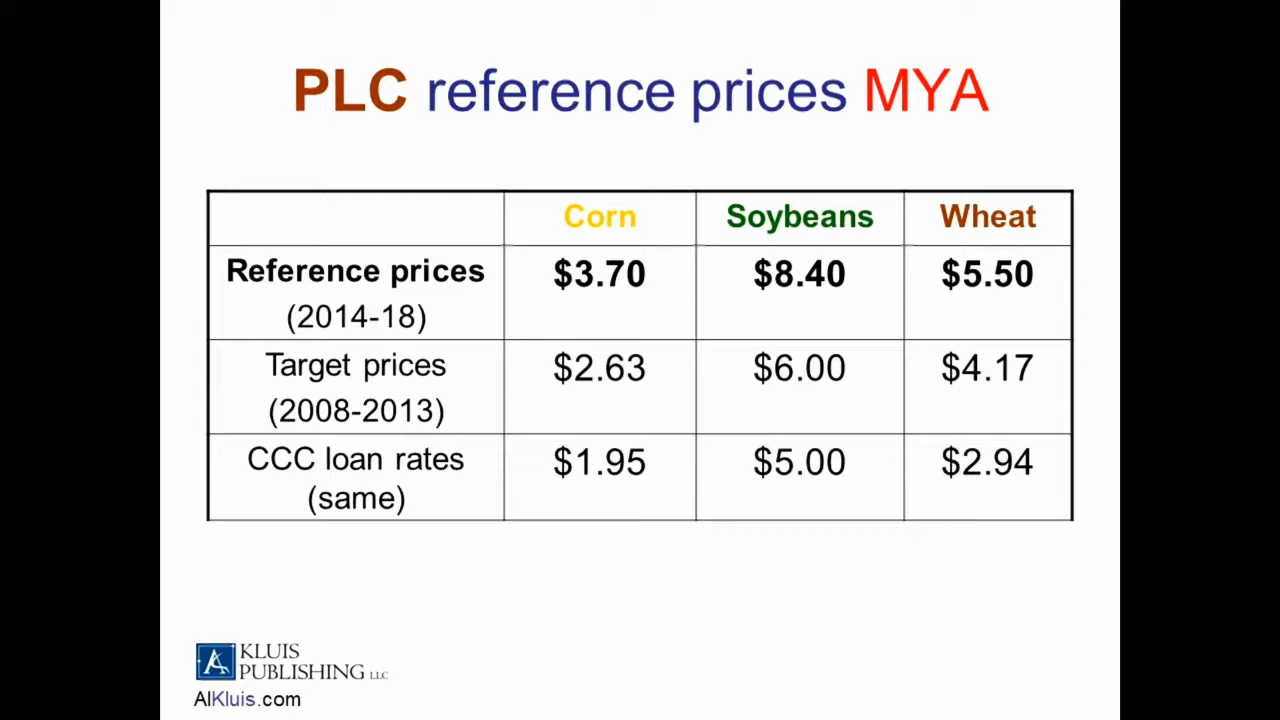 PLC reference prices MYA
Corn Soybeans Wheat
Reference prices $3.70 $8.40 $5.50
(2014-18)
Target prices $2.63 $6.00 $4.17
(2008-2013)
CCC loan rates $1.95 $5.00 $2.94
(same)
KLUIS
PUBLISHING LLC
AlKluis.com